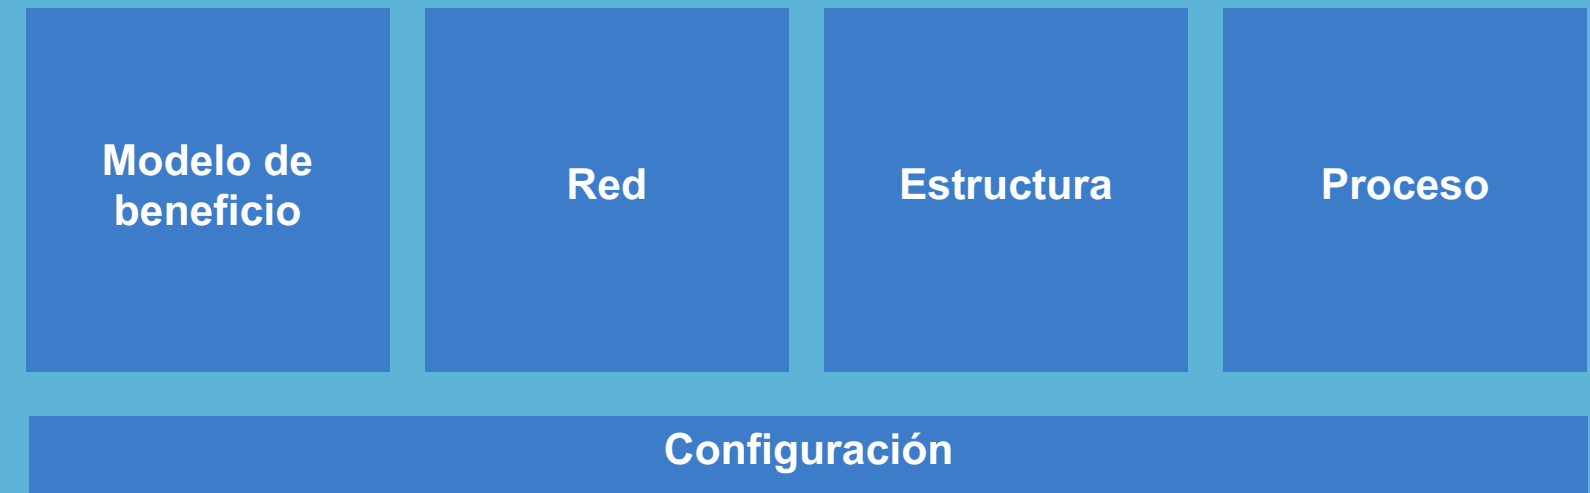 Modelo de
beneficio
Red
Estructura
Proceso
Configuración